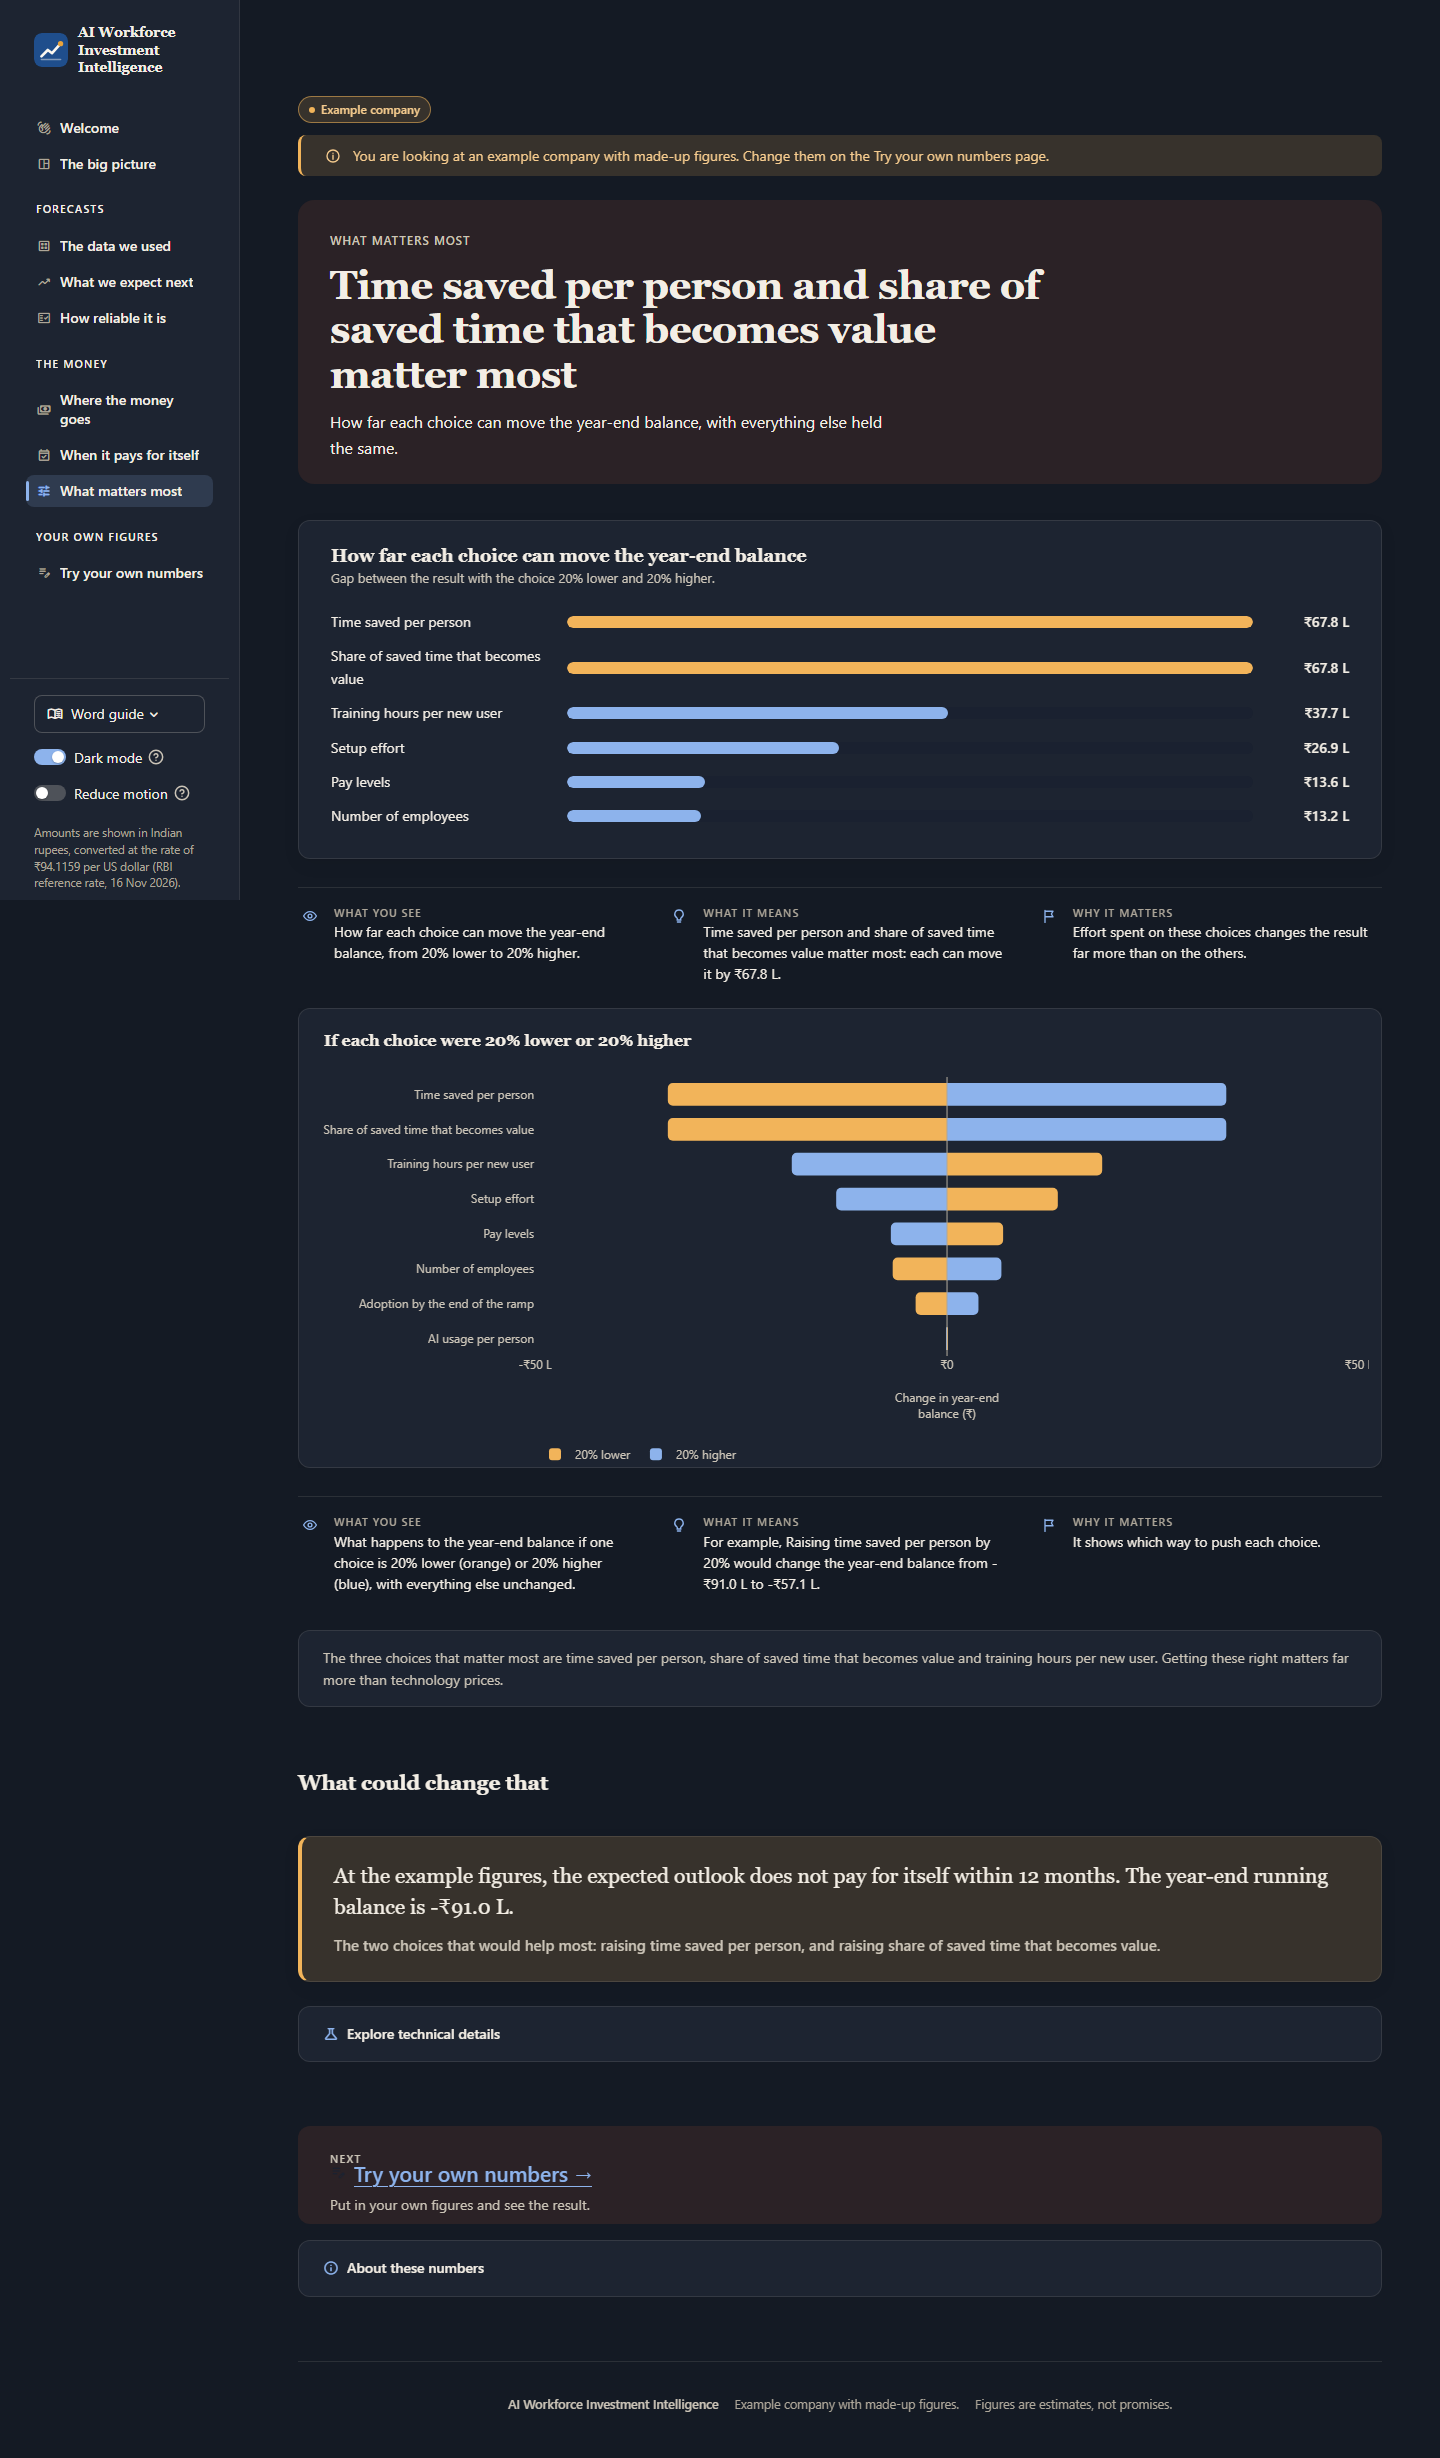 AI Workforce
Investment
Intelligence
Welcome
The big picture
FORECASTS
The data we used
What we expect next
How reliable it is
THE MONEY
Where the money
goes
When it pays for itself
What matters most
YOUR OWN FIGURES
Try your own numbers
Word guide
Dark mode
Reduce motion
Amounts are shown in Indian
rupees, converted at the rate of
₹94.1159 per US dollar (RBI
reference rate, 16 Nov 2026).
Example company
You are looking at an example company with made-up figures. Change them on the Try your own numbers page.
WHAT MATTERS MOST
Time saved per person and share of
saved time that becomes value
matter most
How far each choice can move the year-end balance, with everything else held
the same.
How far each choice can move the year-end balance
Gap between the result with the choice 20% lower and 20% higher.
Time saved per person ₹67.8 L
Share of saved time that becomes
value ₹67.8 L
Training hours per new user ₹37.7 L
Setup effort ₹26.9 L
Pay levels ₹13.6 L
Number of employees ₹13.2 L
WHAT YOU SEE
How far each choice can move the year-end
balance, from 20% lower to 20% higher.
WHAT IT MEANS
Time saved per person and share of saved time
that becomes value matter most: each can move
it by ₹67.8 L.
WHY IT MATTERS
Effort spent on these choices changes the result
far more than on the others.
If each choice were 20% lower or 20% higher
Time saved per person
Share of saved time that becomes value
Training hours per new user
Setup effort
Pay levels
Number of employees
Adoption by the end of the ramp
AI usage per person
-₹50 L ₹0 ₹50
Change in year-end
balance (₹)
20% lower 20% higher
WHAT YOU SEE
What happens to the year-end balance if one
choice is 20% lower (orange) or 20% higher
(blue), with everything else unchanged.
WHAT IT MEANS
For example, Raising time saved per person by
20% would change the year-end balance from -
₹91.0 L to -₹57.1 L.
WHY IT MATTERS
It shows which way to push each choice.
The three choices that matter most are time saved per person, share of saved time that becomes value and training hours per new user. Getting these right matters far
more than technology prices.
What could change that
At the example figures, the expected outlook does not pay for itself within 12 months. The year-end running
balance is -₹91.0 L.
The two choices that would help most: raising time saved per person, and raising share of saved time that becomes value.
Explore technical details
NEXT
Try your own numbers →
Put in your own figures and see the result.
About these numbers
AI Workforce Investment Intelligence Example company with made-up figures. Figures are estimates, not promises.